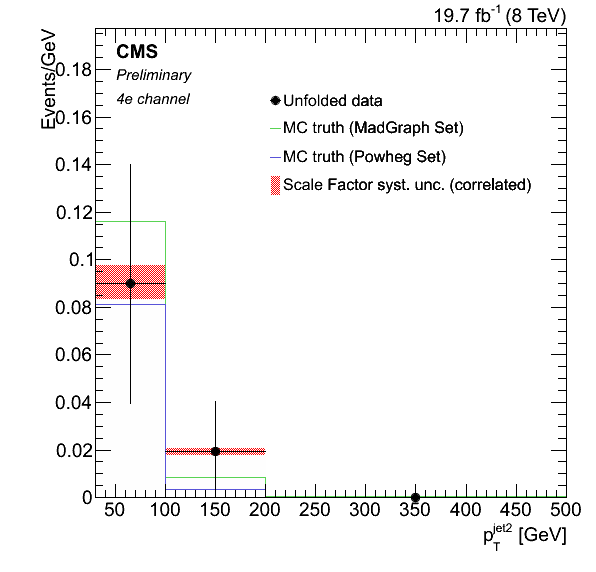 19.7 fb⁻¹ (8 TeV)
Events/GeV
CMS
Preliminary
4e channel
Unfolded data
MC truth (MadGraph Set)
MC truth (Powheg Set)
Scale Factor syst. unc. (correlated)
0.18
0.16
0.14
0.12
0.1
0.08
0.06
0.04
0.02
0
50 100 150 200 250 300 350 400 450 500
p_T^jet2 [GeV]